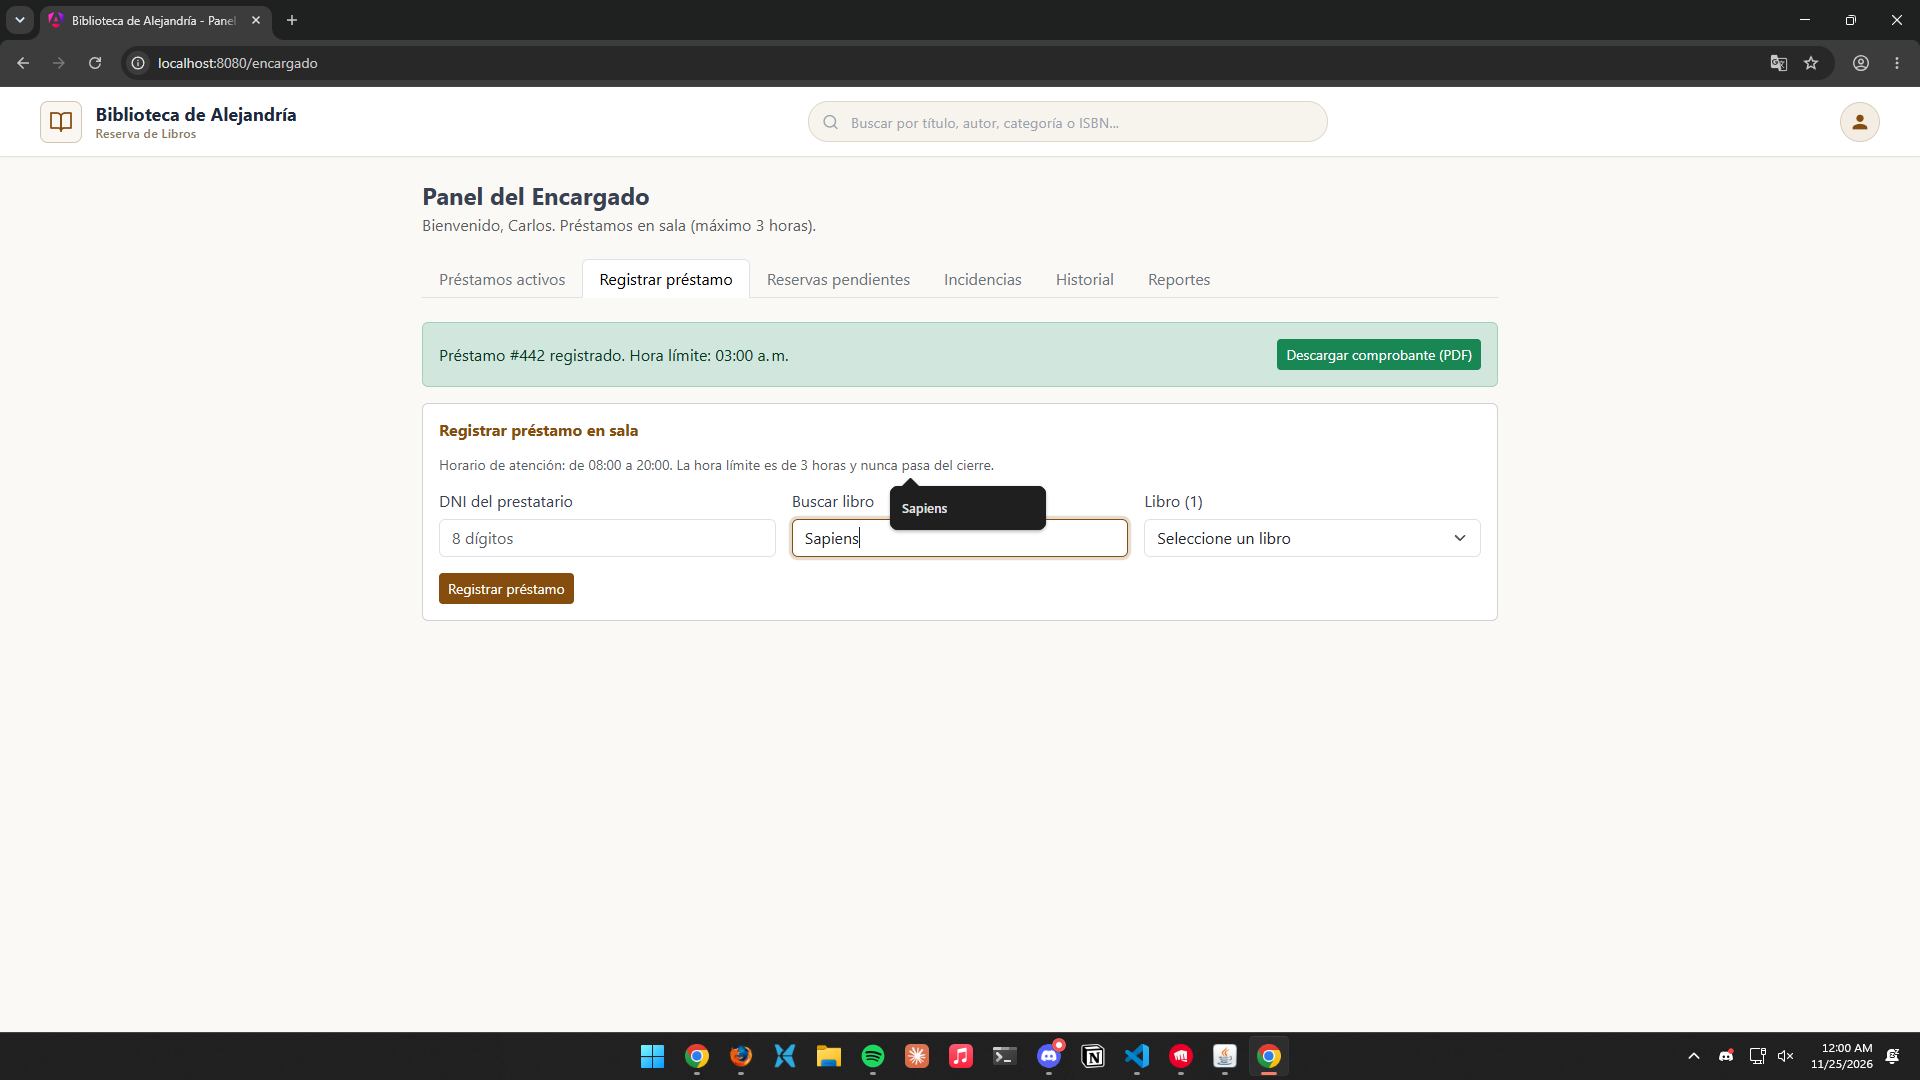 Biblioteca de Alejandría - Panel
localhost:8080/encargado
Biblioteca de Alejandría
Reserva de Libros
Buscar por título, autor, categoría o ISBN...
Panel del Encargado
Bienvenido, Carlos. Préstamos en sala (máximo 3 horas).
Préstamos activos
Registrar préstamo
Reservas pendientes
Incidencias
Historial
Reportes
Préstamo #442 registrado. Hora límite: 03:00 a. m.
Descargar comprobante (PDF)
Registrar préstamo en sala
Horario de atención: de 08:00 a 20:00. La hora límite es de 3 horas y nunca pasa del cierre.
DNI del prestatario
Buscar libro
Sapiens
Libro (1)
8 dígitos
Sapiens
Seleccione un libro
Registrar préstamo
12:00 AM
11/25/2026